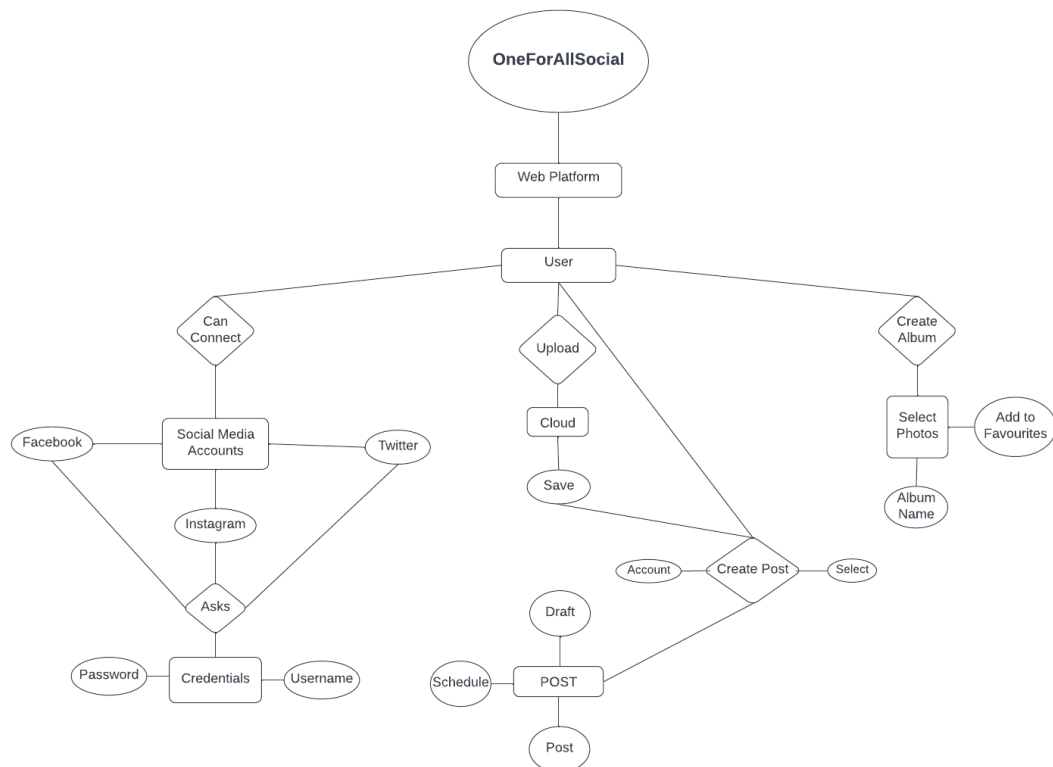 OneForAllSocial
Web Platform
User
Can
Connect
Upload
Create
Album
Cloud
Select
Photos
Add to
Favourites
Facebook
Social Media
Accounts
Twitter
Save
Album
Name
Instagram
Account
Create Post
Select
Asks
Draft
Password
Credentials
Username
Schedule
POST
Post